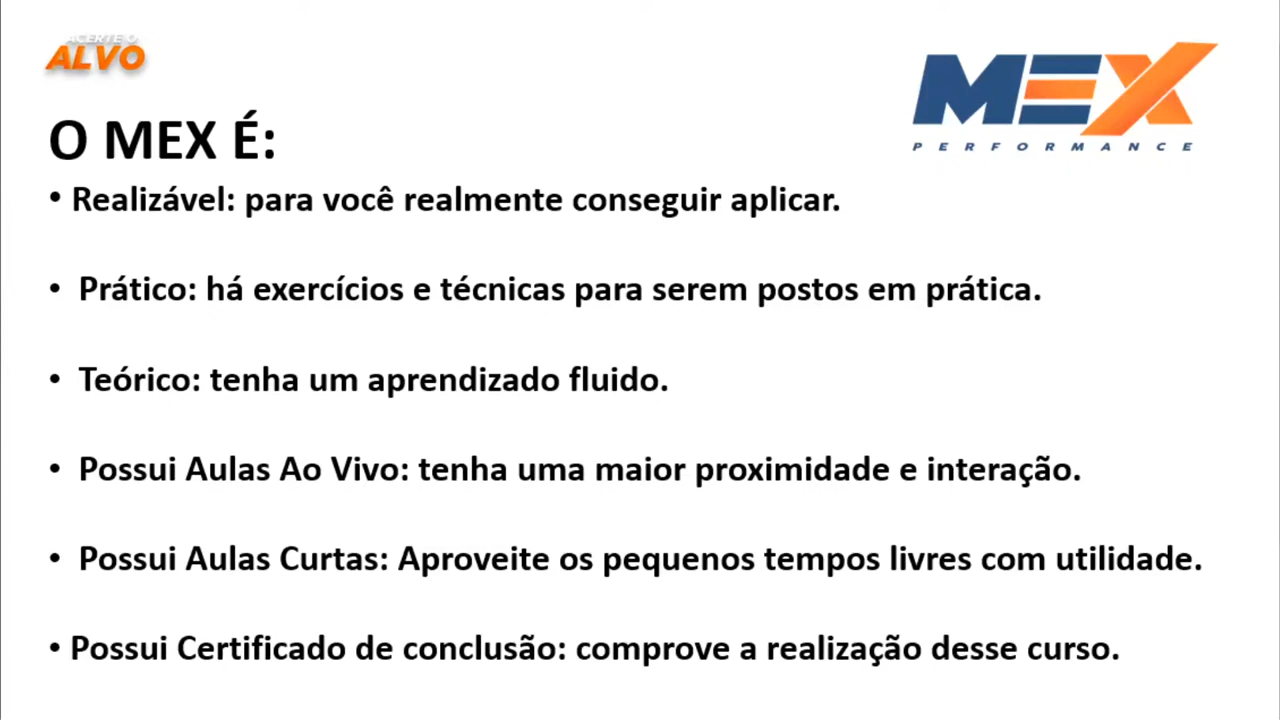 ACERTE O
ALVO
MEX
PERFORMANCE
O MEX É:
• Realizável: para você realmente conseguir aplicar.
• Prático: há exercícios e técnicas para serem postos em prática.
• Teórico: tenha um aprendizado fluido.
• Possui Aulas Ao Vivo: tenha uma maior proximidade e interação.
• Possui Aulas Curtas: Aproveite os pequenos tempos livres com utilidade.
• Possui Certificado de conclusão: comprove a realização desse curso.